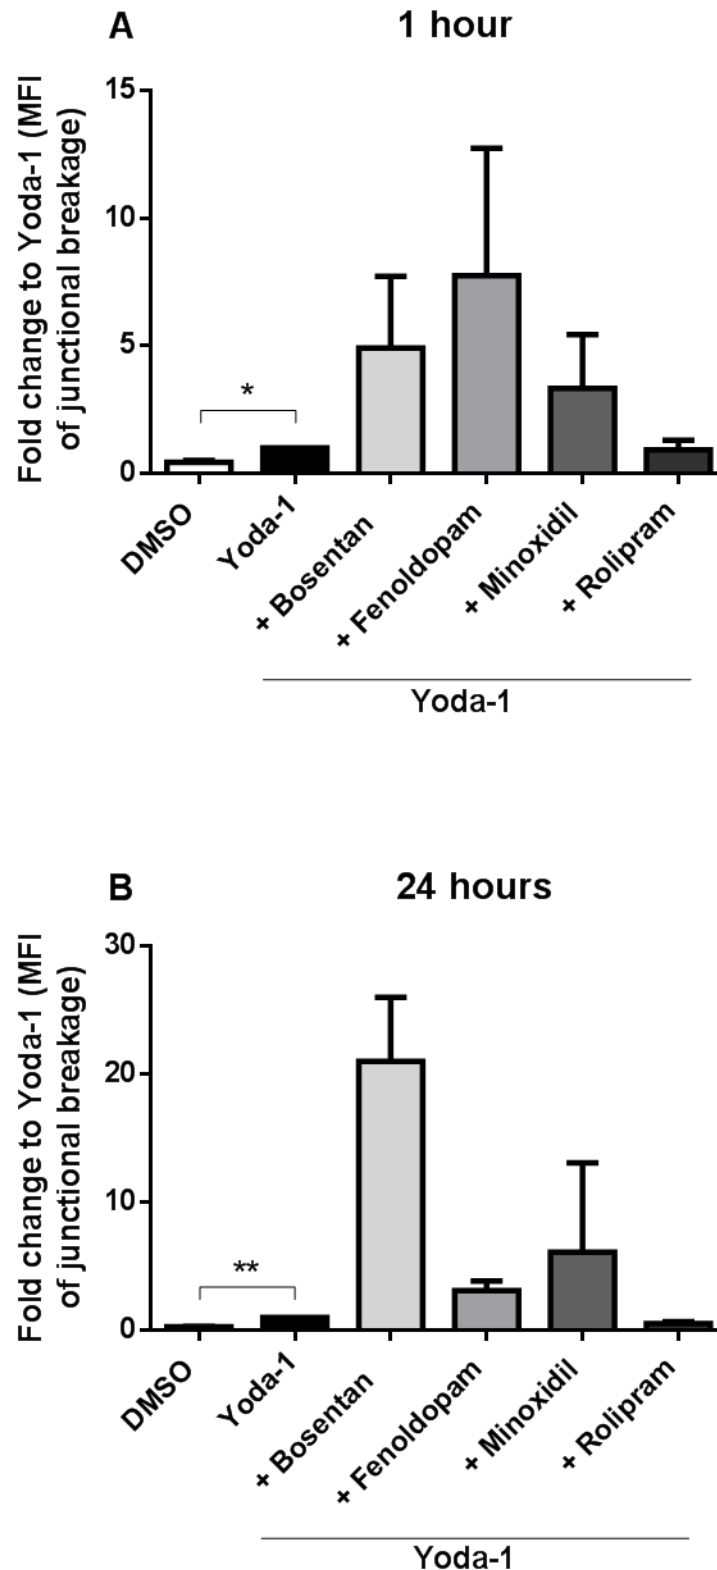 A
1 hour
Fold change to Yoda-1 (MFI
of junctional breakage)
15
10
5
0
*
DMSO
Yoda-1
+ Bosentan
+ Fenoldopam
+ Minoxidil
+ Rolipram
Yoda-1
B
24 hours
Fold change to Yoda-1 (MFI
of junctional breakage)
30
20
10
0
**
DMSO
Yoda-1
+ Bosentan
+ Fenoldopam
+ Minoxidil
+ Rolipram
Yoda-1